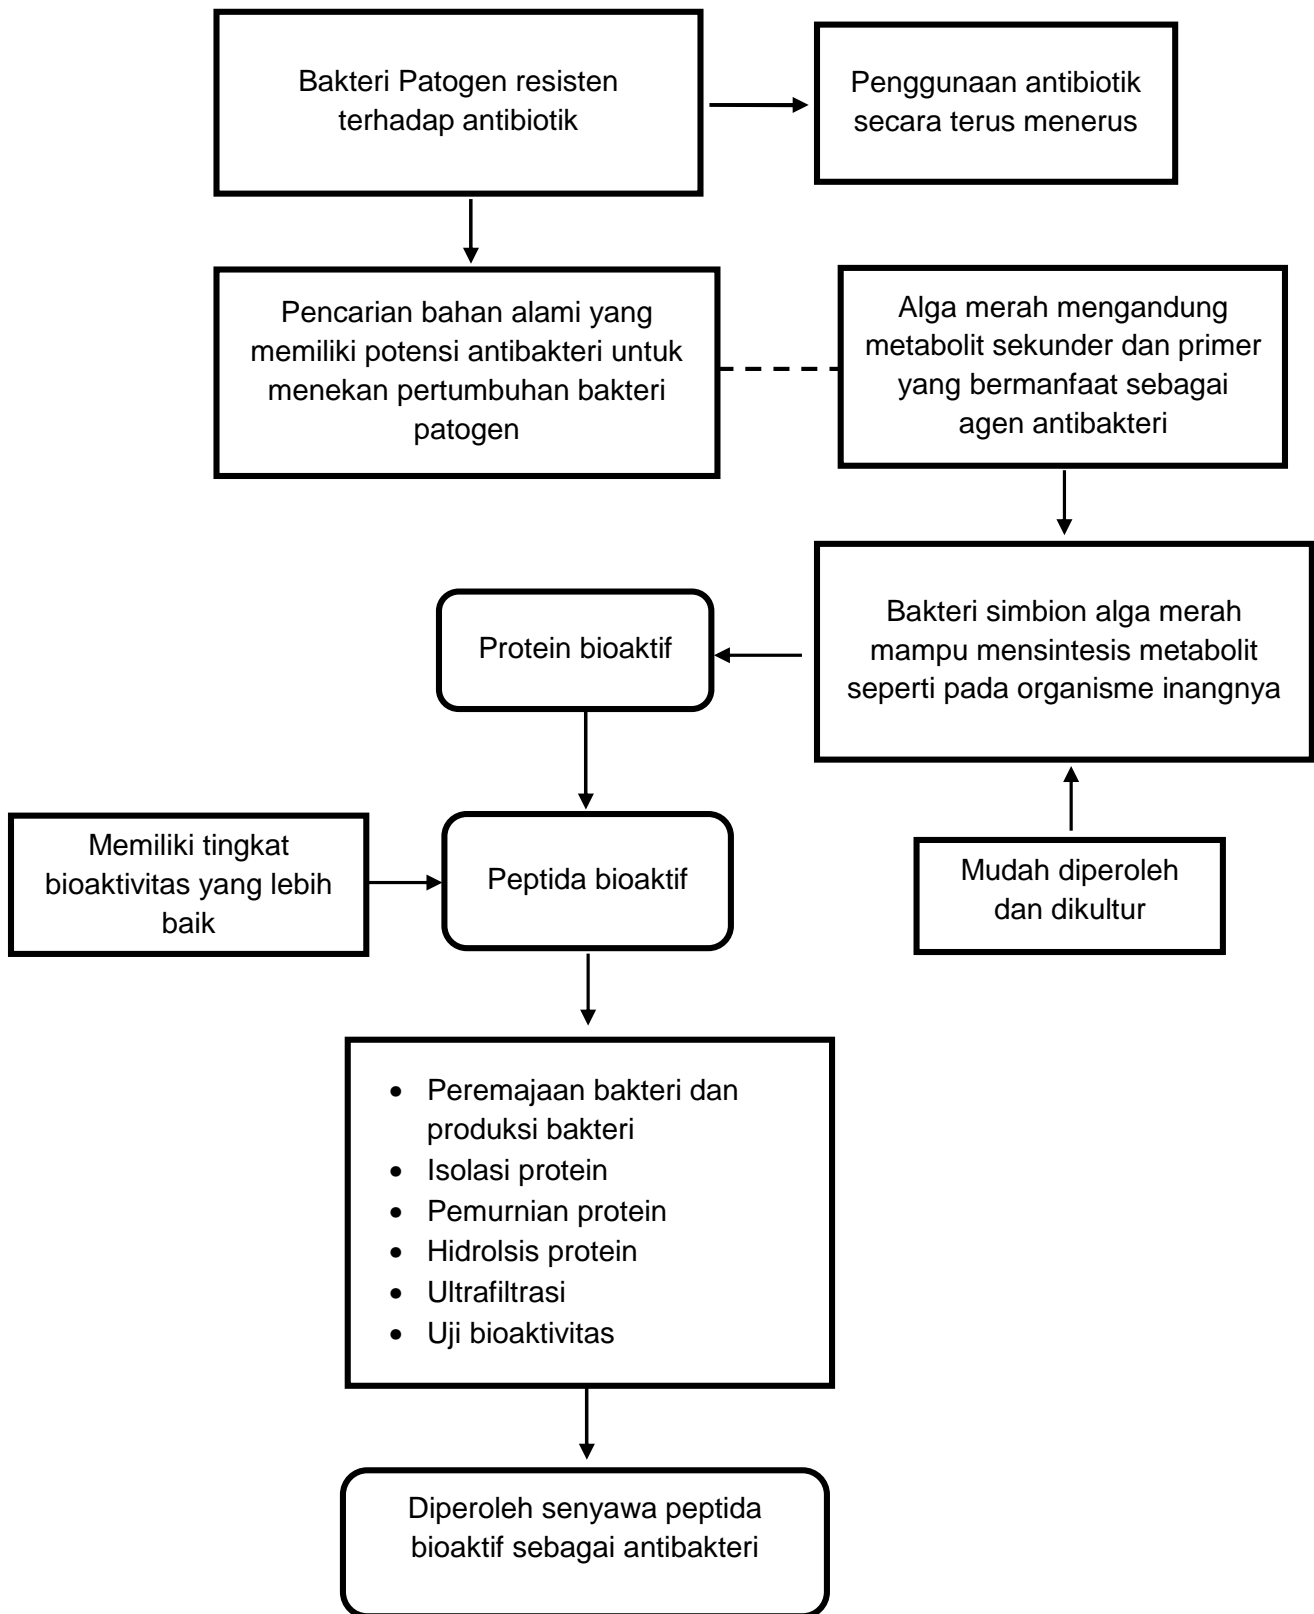 Bakteri Patogen resisten
terhadap antibiotik
Penggunaan antibiotik
secara terus menerus
Pencarian bahan alami yang
memiliki potensi antibakteri untuk
menekan pertumbuhan bakteri
patogen
Alga merah mengandung
metabolit sekunder dan primer
yang bermanfaat sebagai
agen antibakteri
Bakteri simbion alga merah
mampu mensintesis metabolit
seperti pada organisme inangnya
Protein bioaktif
Memiliki tingkat
bioaktivitas yang lebih
baik
Peptida bioaktif
Mudah diperoleh
dan dikultur
• Peremajaan bakteri dan
produksi bakteri
• Isolasi protein
• Pemurnian protein
• Hidrolsis protein
• Ultrafiltrasi
• Uji bioaktivitas
Diperoleh senyawa peptida
bioaktif sebagai antibakteri